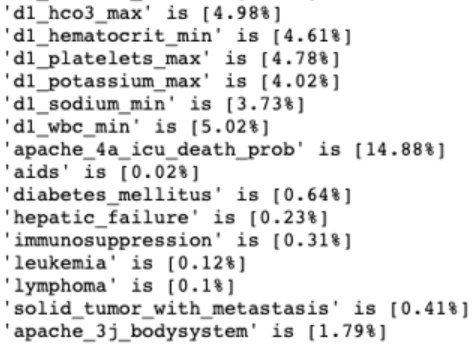 'd1_hco3_max' is [4.98%]
'd1_hematocrit_min' is [4.61%]
'd1_platelets_max' is [4.78%]
'd1_potassium_max' is [4.02%]
'd1_sodium_min' is [3.73%]
'd1_wbc_min' is [5.02%]
'apache_4a_icu_death_prob' is [14.88%]
'aids' is [0.02%]
'diabetes_mellitus' is [0.64%]
'hepatic_failure' is [0.23%]
'immunosuppression' is [0.31%]
'leukemia' is [0.12%]
'lymphoma' is [0.1%]
'solid_tumor_with_metastasis' is [0.41%]
'apache_3j_bodysystem' is [1.79%]